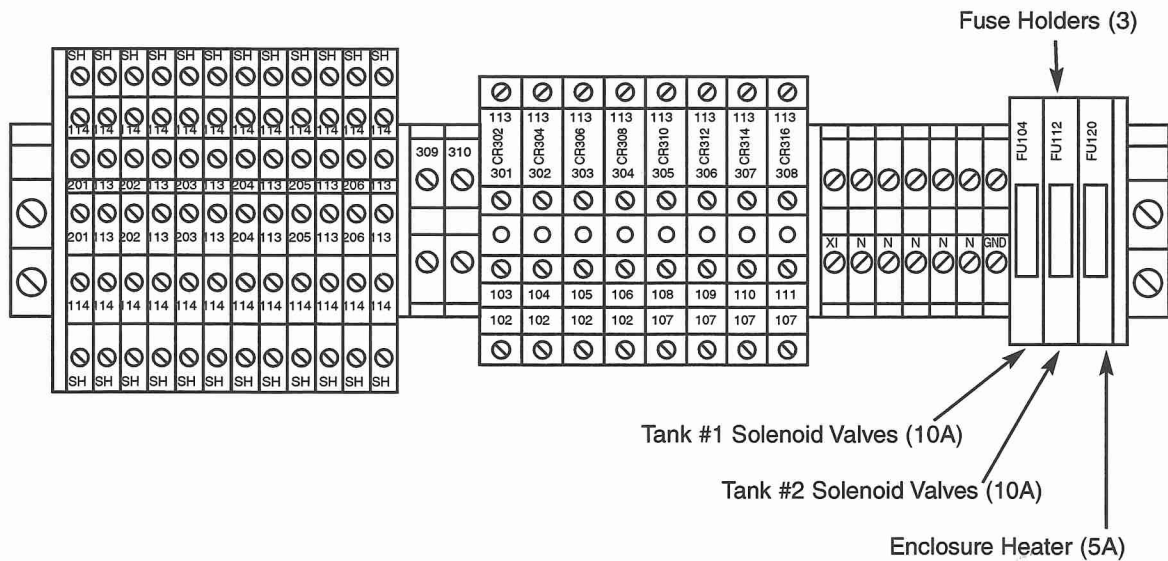 Fuse Holders (3)
SH SH SH SH SH SH SH SH SH SH SH SH
114 114 114 114 114 114 114 114 114 114 114 114
201 113 202 113 203 113 204 113 205 113 206 113
201 113 202 113 203 113 204 113 205 113 206 113
114 114 114 114 114 114 114 114 114 114 114 114
SH SH SH SH SH SH SH SH SH SH SH SH
309 310
113 113 113 113 113 113 113 113
CR302 CR304 CR306 CR308 CR310 CR312 CR314 CR316
301 302 303 304 305 306 307 308
103 104 105 106 108 109 110 111
102 102 102 102 107 107 107 107
XI N N N N N GND
FU104 FU112 FU120
Tank #1 Solenoid Valves (10A)
Tank #2 Solenoid Valves (10A)
Enclosure Heater (5A)